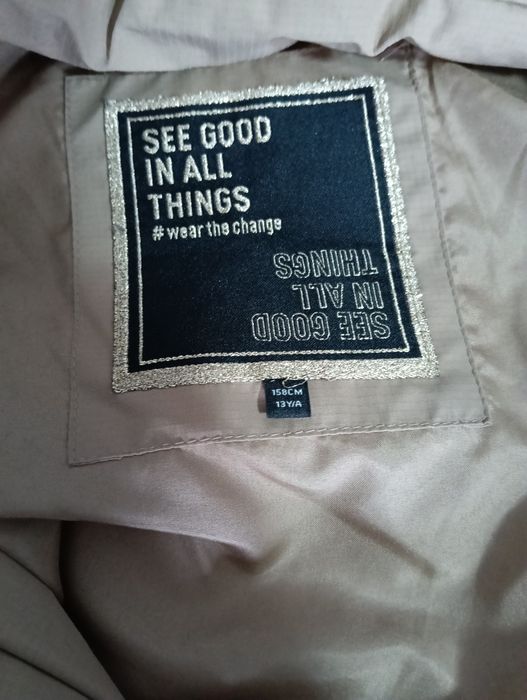 SEE GOOD
IN ALL
THINGS
# wear the change
SEE GOOD
IN ALL
THINGS
158CM
13Y/A